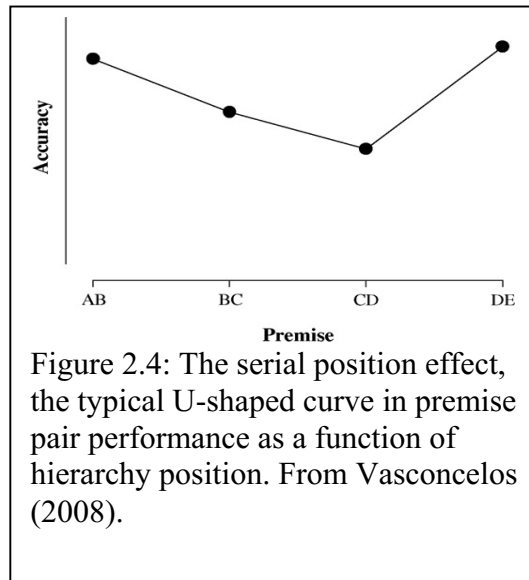 Accuracy
AB BC CD DE
Premise
Figure 2.4: The serial position effect,
the typical U-shaped curve in premise
pair performance as a function of
hierarchy position. From Vasconcelos
(2008).